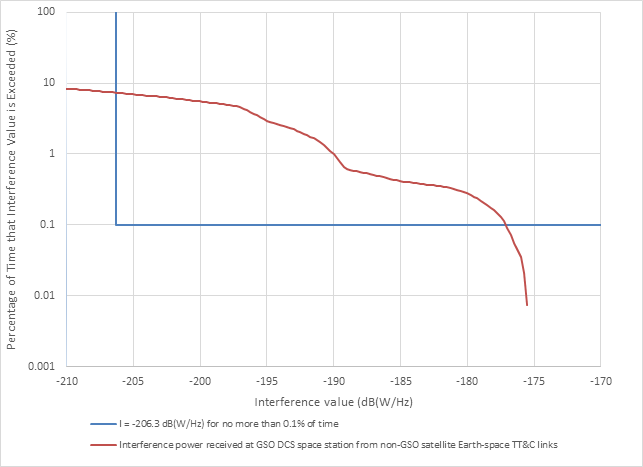 100
10
1
0.1
0.01
0.001
Percentage of Time that Interference Value is Exceeded (%)
-210 -205 -200 -195 -190 -185 -180 -175 -170
Interference value (dB(W/Hz)
I = -206.3 dB(W/Hz) for no more than 0.1% of time
Interference power received at GSO DCS space station from non-GSO satellite Earth-space TT&C links